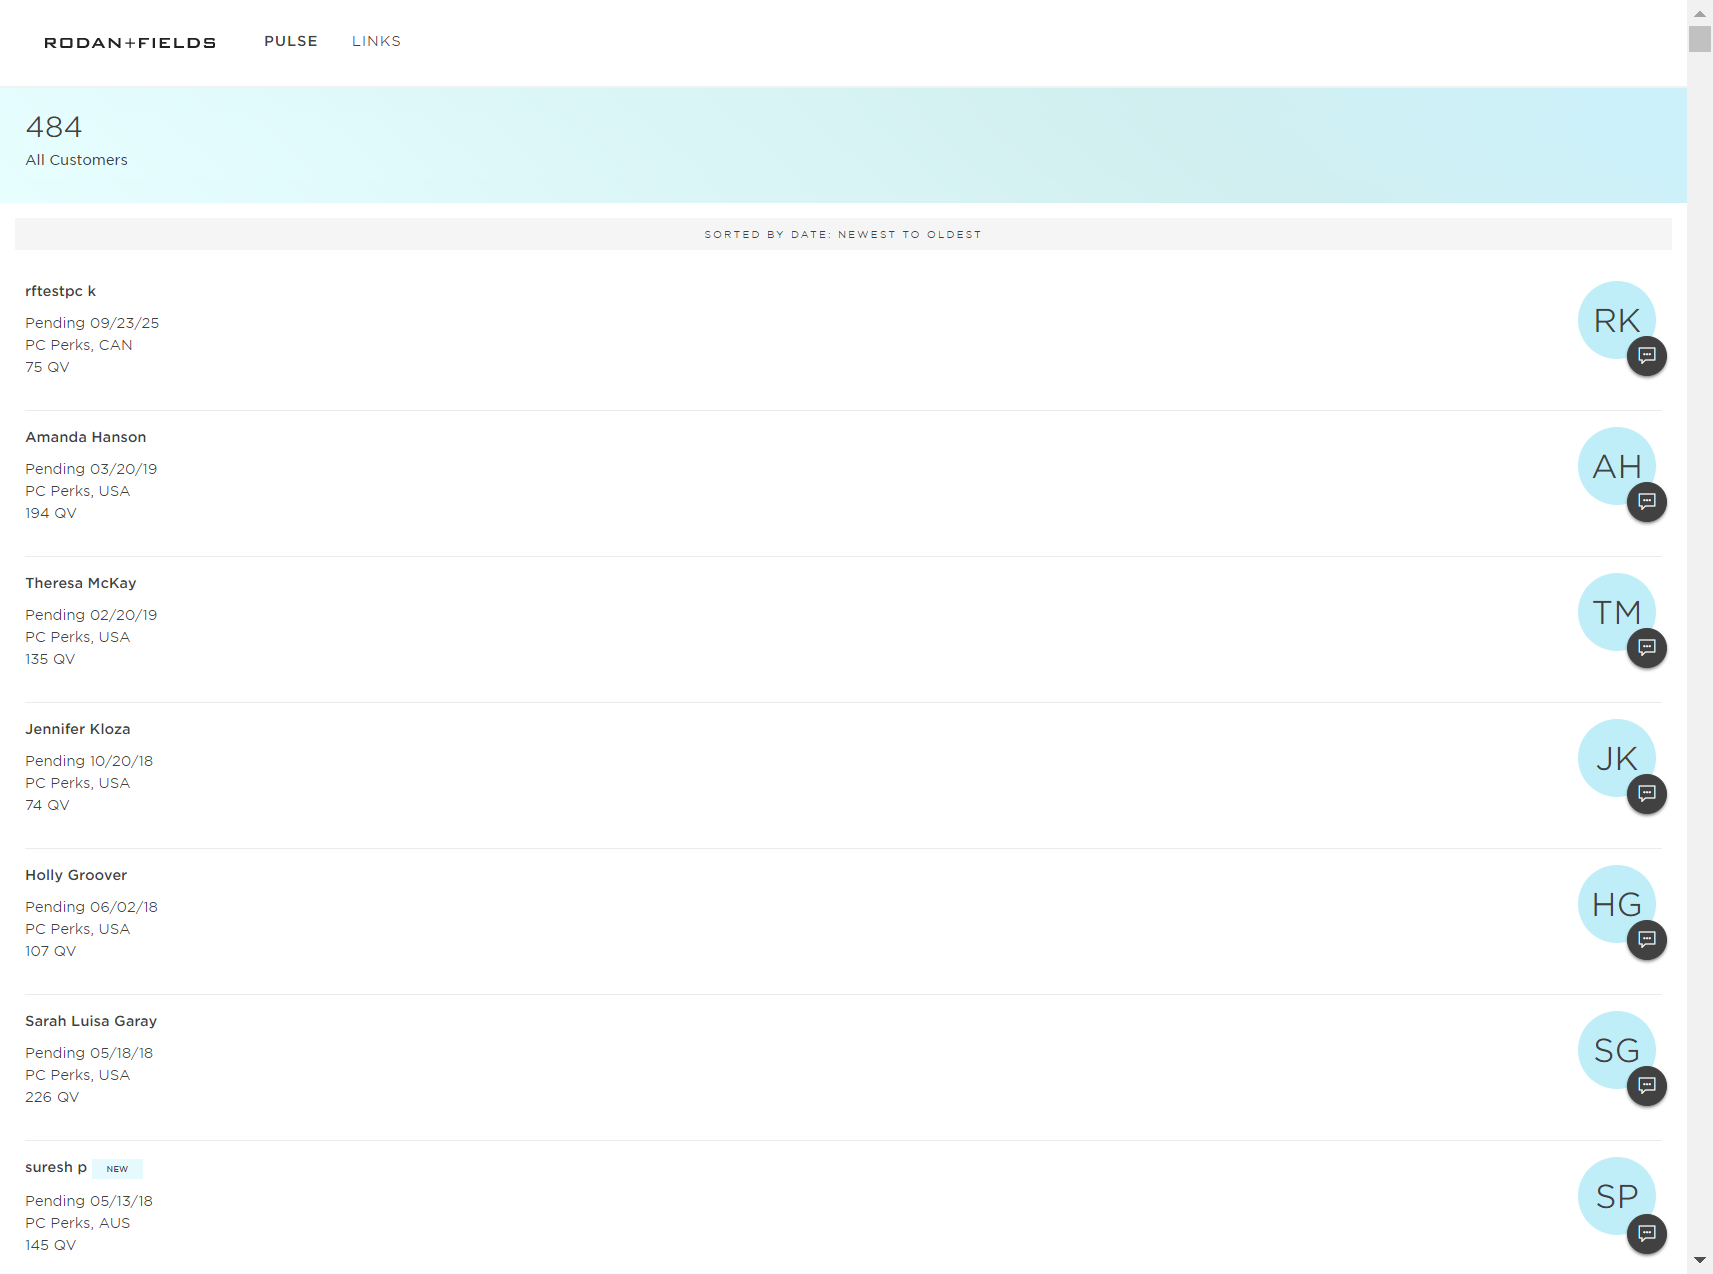 RODAN+FIELDS PULSE LINKS
484
All Customers
SORTED BY DATE: NEWEST TO OLDEST
rftestpc k
Pending 09/23/25
PC Perks, CAN
75 QV
RK
Amanda Hanson
Pending 03/20/19
PC Perks, USA
194 QV
AH
Theresa McKay
Pending 02/20/19
PC Perks, USA
135 QV
TM
Jennifer Kloza
Pending 10/20/18
PC Perks, USA
74 QV
JK
Holly Groover
Pending 06/02/18
PC Perks, USA
107 QV
HG
Sarah Luisa Garay
Pending 05/18/18
PC Perks, USA
226 QV
SG
suresh p NEW
Pending 05/13/18
PC Perks, AUS
145 QV
SP